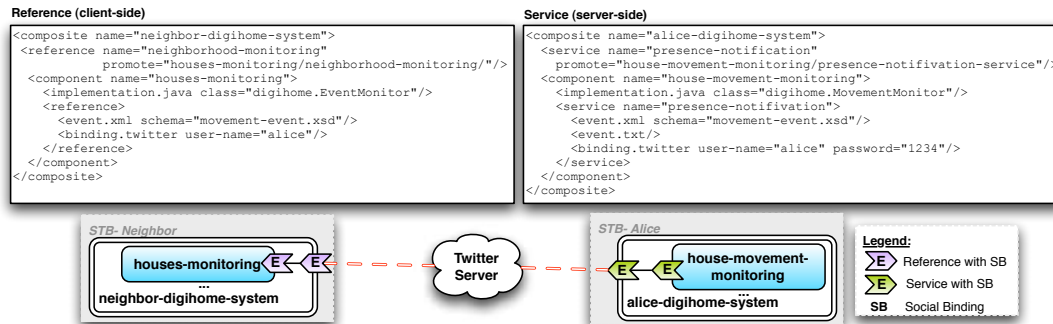 Reference (client-side)
<composite name="neighbor-digihome-system">
<reference name="neighborhood-monitoring"
promote="houses-monitoring/neighborhood-monitoring/"/>
<component name="houses-monitoring">
<implementation.java class="digihome.EventMonitor"/>
<reference>
<event.xml schema="movement-event.xsd"/>
<binding.twitter user-name="alice"/>
</reference>
</component>
</composite>
Service (server-side)
<composite name="alice-digihome-system">
<service name="presence-notification"
promote="house-movement-monitoring/presence-notifivation-service"/>
<component name="house-movement-monitoring">
<implementation.java class="digihome.MovementMonitor"/>
<service name="presence-notifivation">
<event.xml schema="movement-event.xsd"/>
<event.txt/>
<binding.twitter user-name="alice" password="1234"/>
</service>
</component>
</composite>
STB- Neighbor
houses-monitoring
E
E
...
neighbor-digihome-system
Twitter
Server
STB- Alice
E
E
house-movement-
monitoring
...
alice-digihome-system
Legend:
E Reference with SB
E Service with SB
SB Social Binding